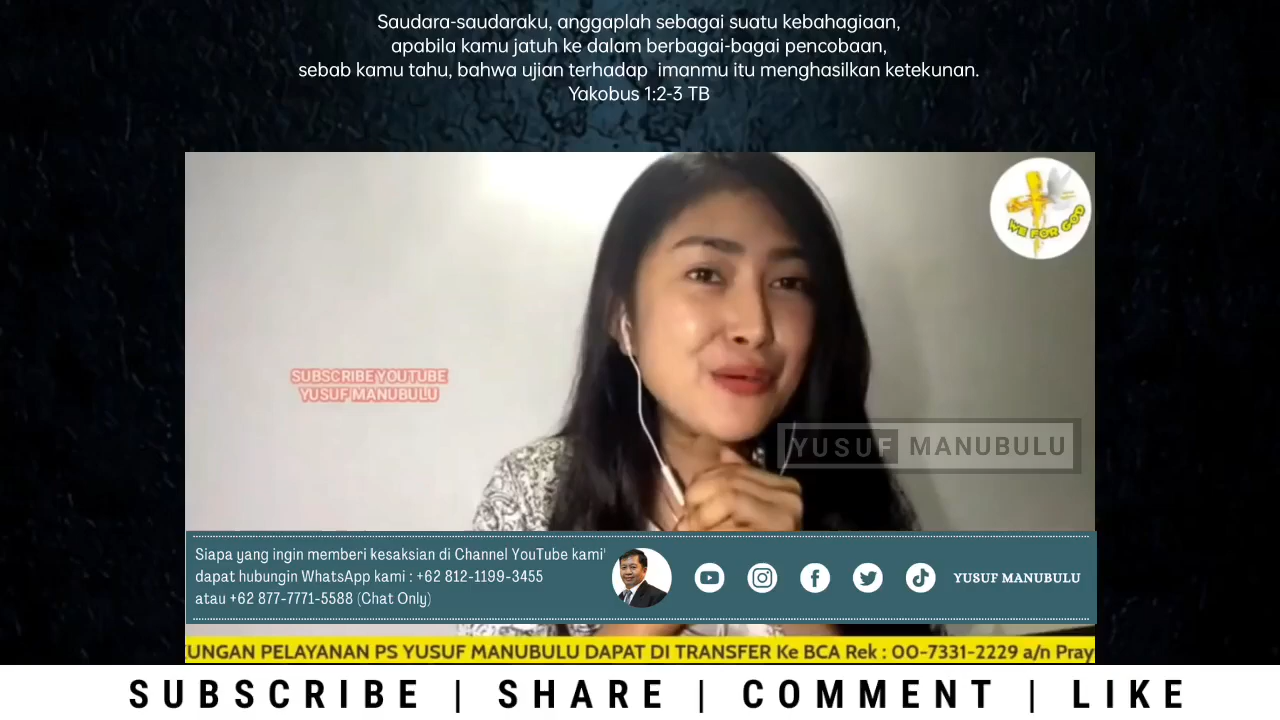 Saudara-saudaraku, anggaplah sebagai suatu kebahagiaan,
apabila kamu jatuh ke dalam berbagai-bagai pencobaan,
sebab kamu tahu, bahwa ujian terhadap imanmu itu menghasilkan ketekunan.
Yakobus 1:2-3 TB
WE FOR GOD
SUBSCRIBE YOUTUBE
YUSUF MANUBULU
YUSUF MANUBULU
Siapa yang ingin memberi kesaksian di Channel YouTube kami'
dapat hubungin WhatsApp kami : +62 812-1199-3455
atau +62 877-7771-5588 (Chat Only)
YUSUF MANUBULU
UNGAN PELAYANAN PS YUSUF MANUBULU DAPAT DI TRANSFER Ke BCA Rek : 00-7331-2229 a/n Pray
SUBSCRIBE | SHARE | COMMENT | LIKE